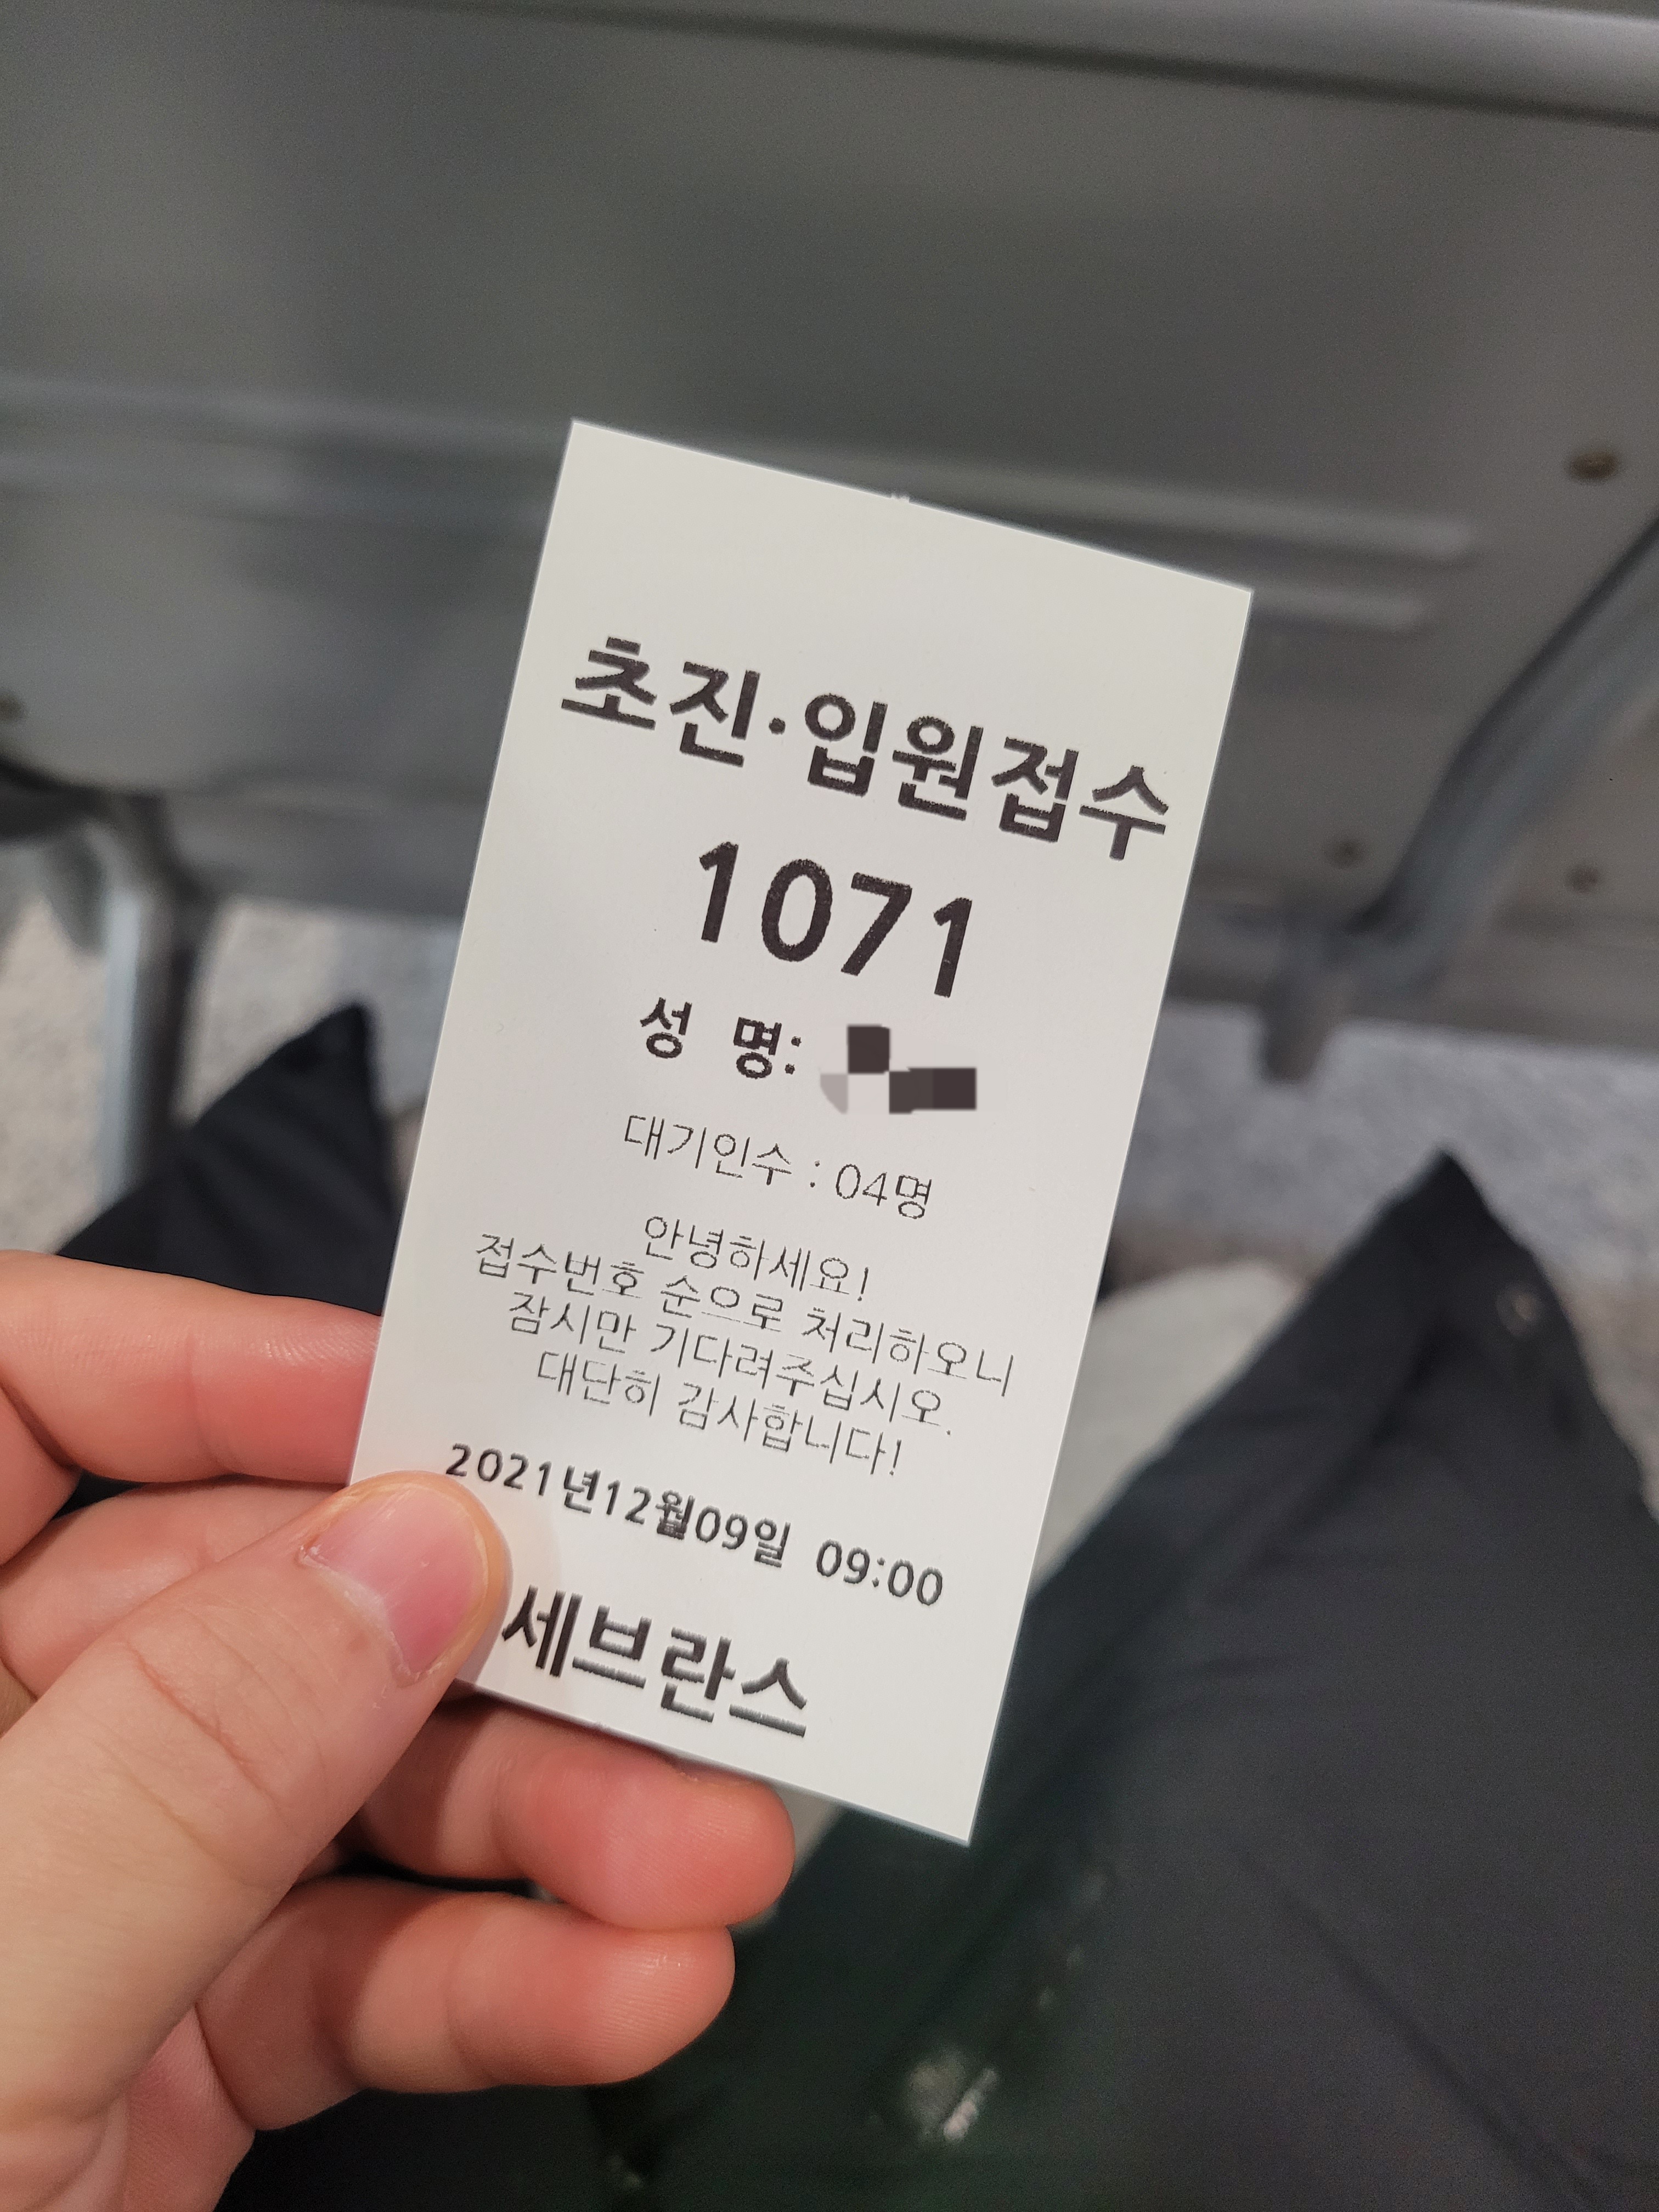 초진·입원접수
1071
성 명:
대기인수 : 04명
안녕하세요!
접수번호 순으로 처리하오니
잠시만 기다려주십시오.
대단히 감사합니다!
2021년12월09일 09:00
세브란스